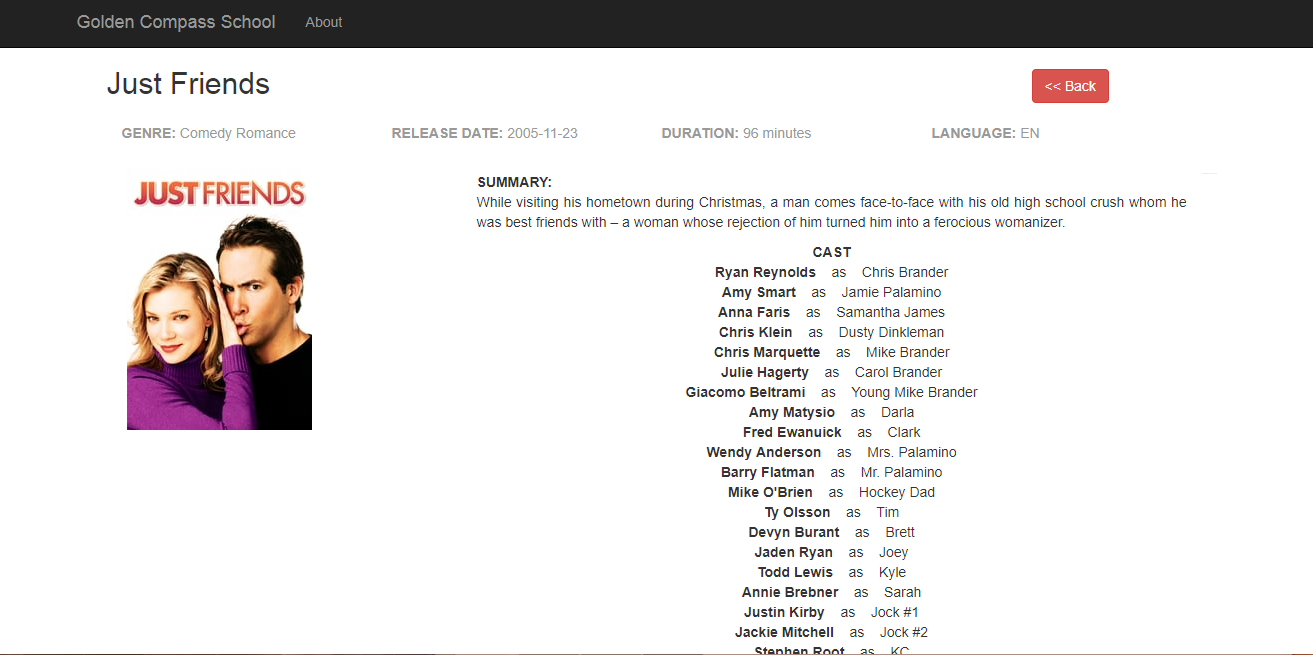 Golden Compass School About
Just Friends
<< Back
GENRE: Comedy Romance RELEASE DATE: 2005-11-23 DURATION: 96 minutes LANGUAGE: EN
JUST FRIENDS
SUMMARY:
While visiting his hometown during Christmas, a man comes face-to-face with his old high school crush whom he
was best friends with – a woman whose rejection of him turned him into a ferocious womanizer.
CAST
Ryan Reynolds as Chris Brander
Amy Smart as Jamie Palamino
Anna Faris as Samantha James
Chris Klein as Dusty Dinkleman
Chris Marquette as Mike Brander
Julie Hagerty as Carol Brander
Giacomo Beltrami as Young Mike Brander
Amy Matysio as Darla
Fred Ewanuick as Clark
Wendy Anderson as Mrs. Palamino
Barry Flatman as Mr. Palamino
Mike O'Brien as Hockey Dad
Ty Olsson as Tim
Devyn Burant as Brett
Jaden Ryan as Joey
Todd Lewis as Kyle
Annie Brebner as Sarah
Justin Kirby as Jock #1
Jackie Mitchell as Jock #2
Stephen Root as KC